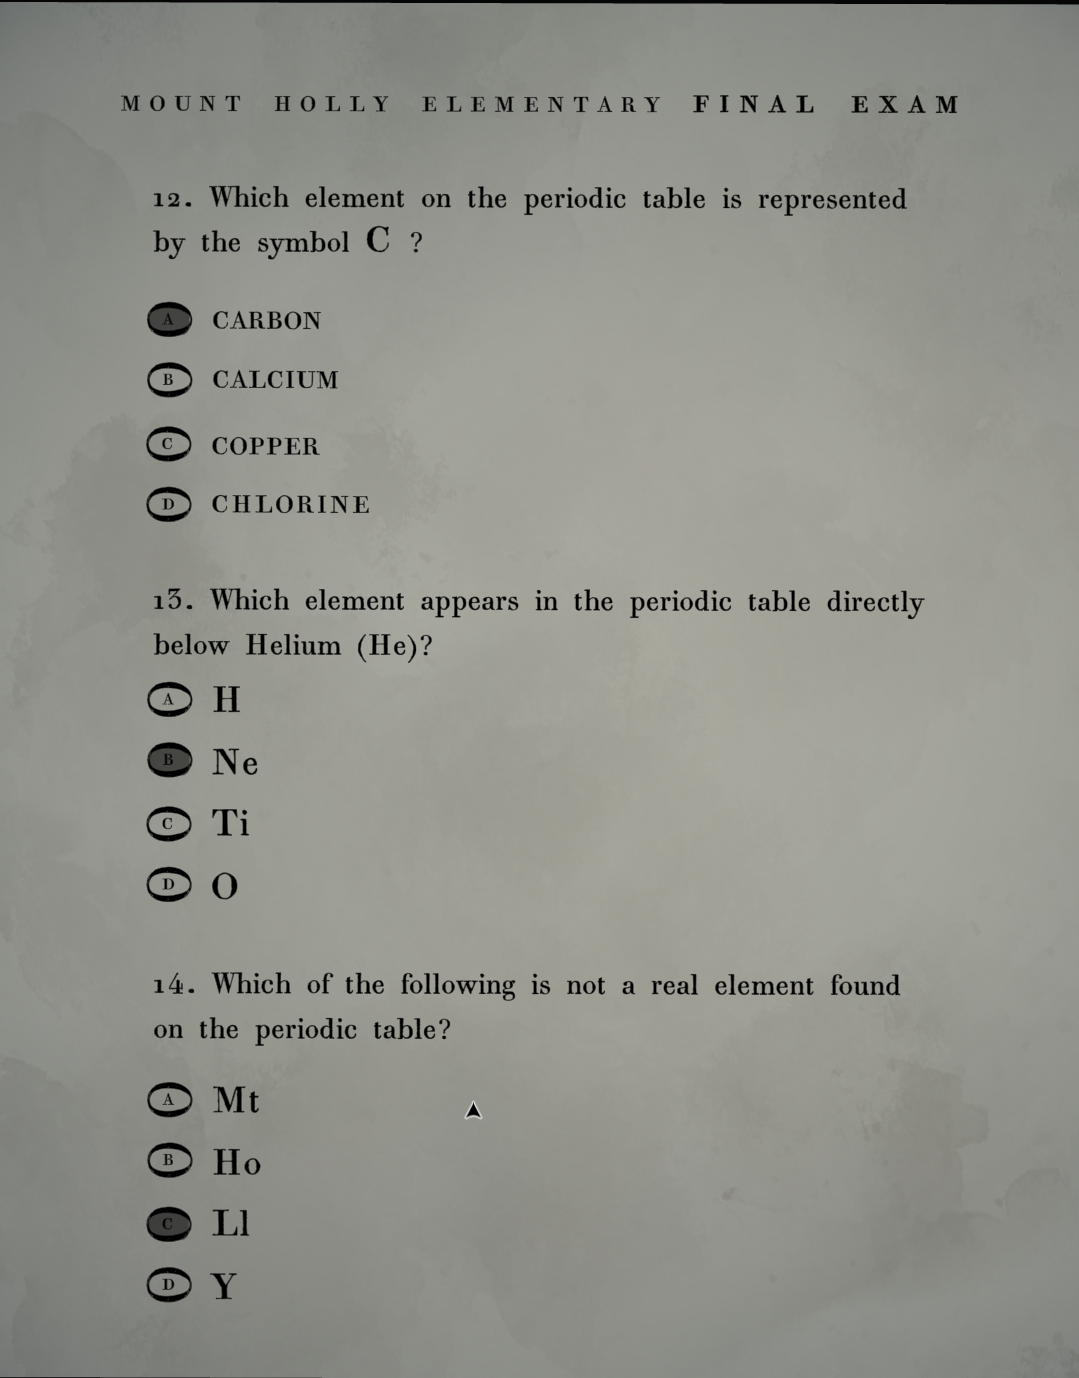 MOUNT HOLLY ELEMENTARY FINAL EXAM
12. Which element on the periodic table is represented
by the symbol C ?
A CARBON
B CALCIUM
C COPPER
D CHLORINE
13. Which element appears in the periodic table directly
below Helium (He)?
A H
B Ne
C Ti
D O
14. Which of the following is not a real element found
on the periodic table?
A Mt
B Ho
C Ll
D Y